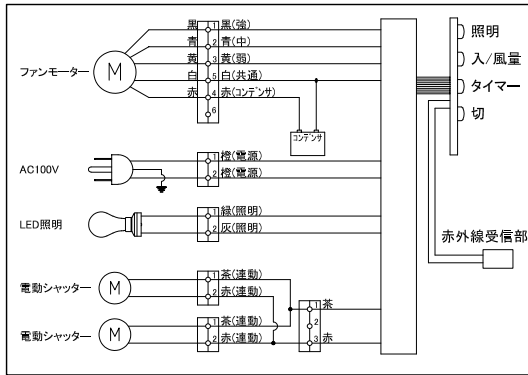 ファンモーター
M
黒 1 黒(強)
青 2 青(中)
黄 3 黄(弱)
白 5 白(共通)
赤 4 赤(コンデンサ)
6
コンデンサ
AC100V
1 橙(電源)
2 橙(電源)
LED照明
1 緑(照明)
2 灰(照明)
電動シャッター
M
1 茶(連動)
2 赤(連動)
電動シャッター
M
1 茶(連動)
2 赤(連動)
1 茶
2
3 赤
照明
入/風量
タイマー
切
赤外線受信部